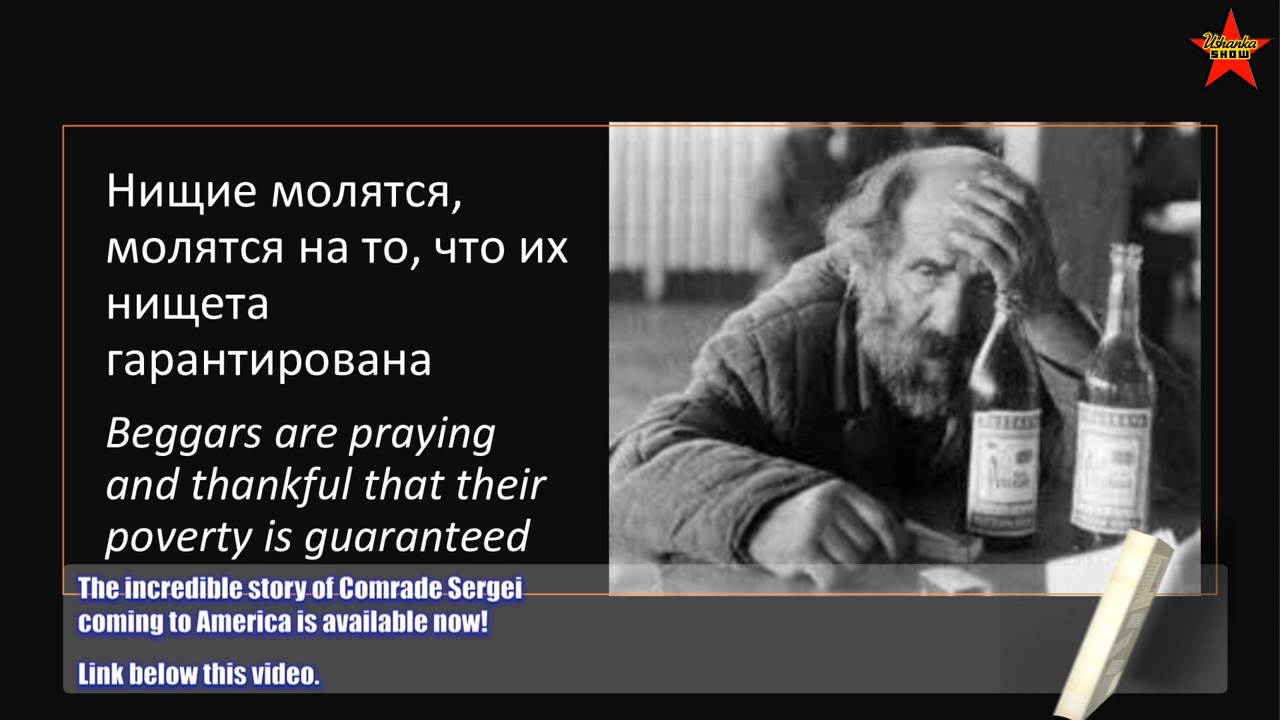 Ushanka
SHOW
Нищие молятся,
молятся на то, что их
нищета
гарантирована
Beggars are praying
and thankful that their
poverty is guaranteed
The incredible story of Comrade Sergei
coming to America is available now!
Link below this video.